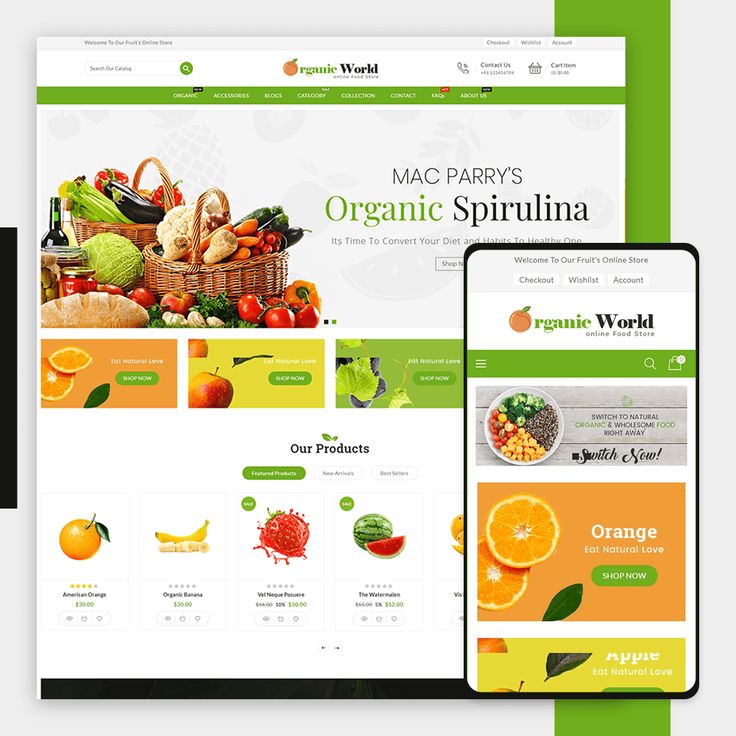 Welcome To Our Fruit's Online Store
Checkout Wishlist Account
Search Our Catalog
Organic World
online Food Store
Contact Us
+91 123456789
Cart Item
(0) $0.00
NEW SALE HOT NEW
ORGANIC ACCESSORIES BLOGS CATEGORY COLLECTION CONTACT FAQs ABOUT US
MAC PARRY'S
Organic Spirulina
Its Time To Convert Your Diet and Habits To Healthy One
Shop N
Eat Natural Love
SHOP NOW
Eat Natural Love
SHOP NOW
Eat Natural Love
SHOP NOW
Our Products
Featured Products New Arrivals Best Sellers
SALE SALE
American Orange
$30.00
Organic Banana
$30.00
Vel Neque Posuere
10% $50.00
The Watermalen
$55.00 5% $52.00
Vis
Welcome To Our Fruit's Online Store
Checkout Wishlist Account
Organic World
online Food Store
0
SWITCH TO NATURAL
ORGANIC & WHOLESOME FOOD
RIGHT AWAY
Switch Now!
Orange
Eat Natural Love
SHOP NOW
Apple
Eat Natural Love